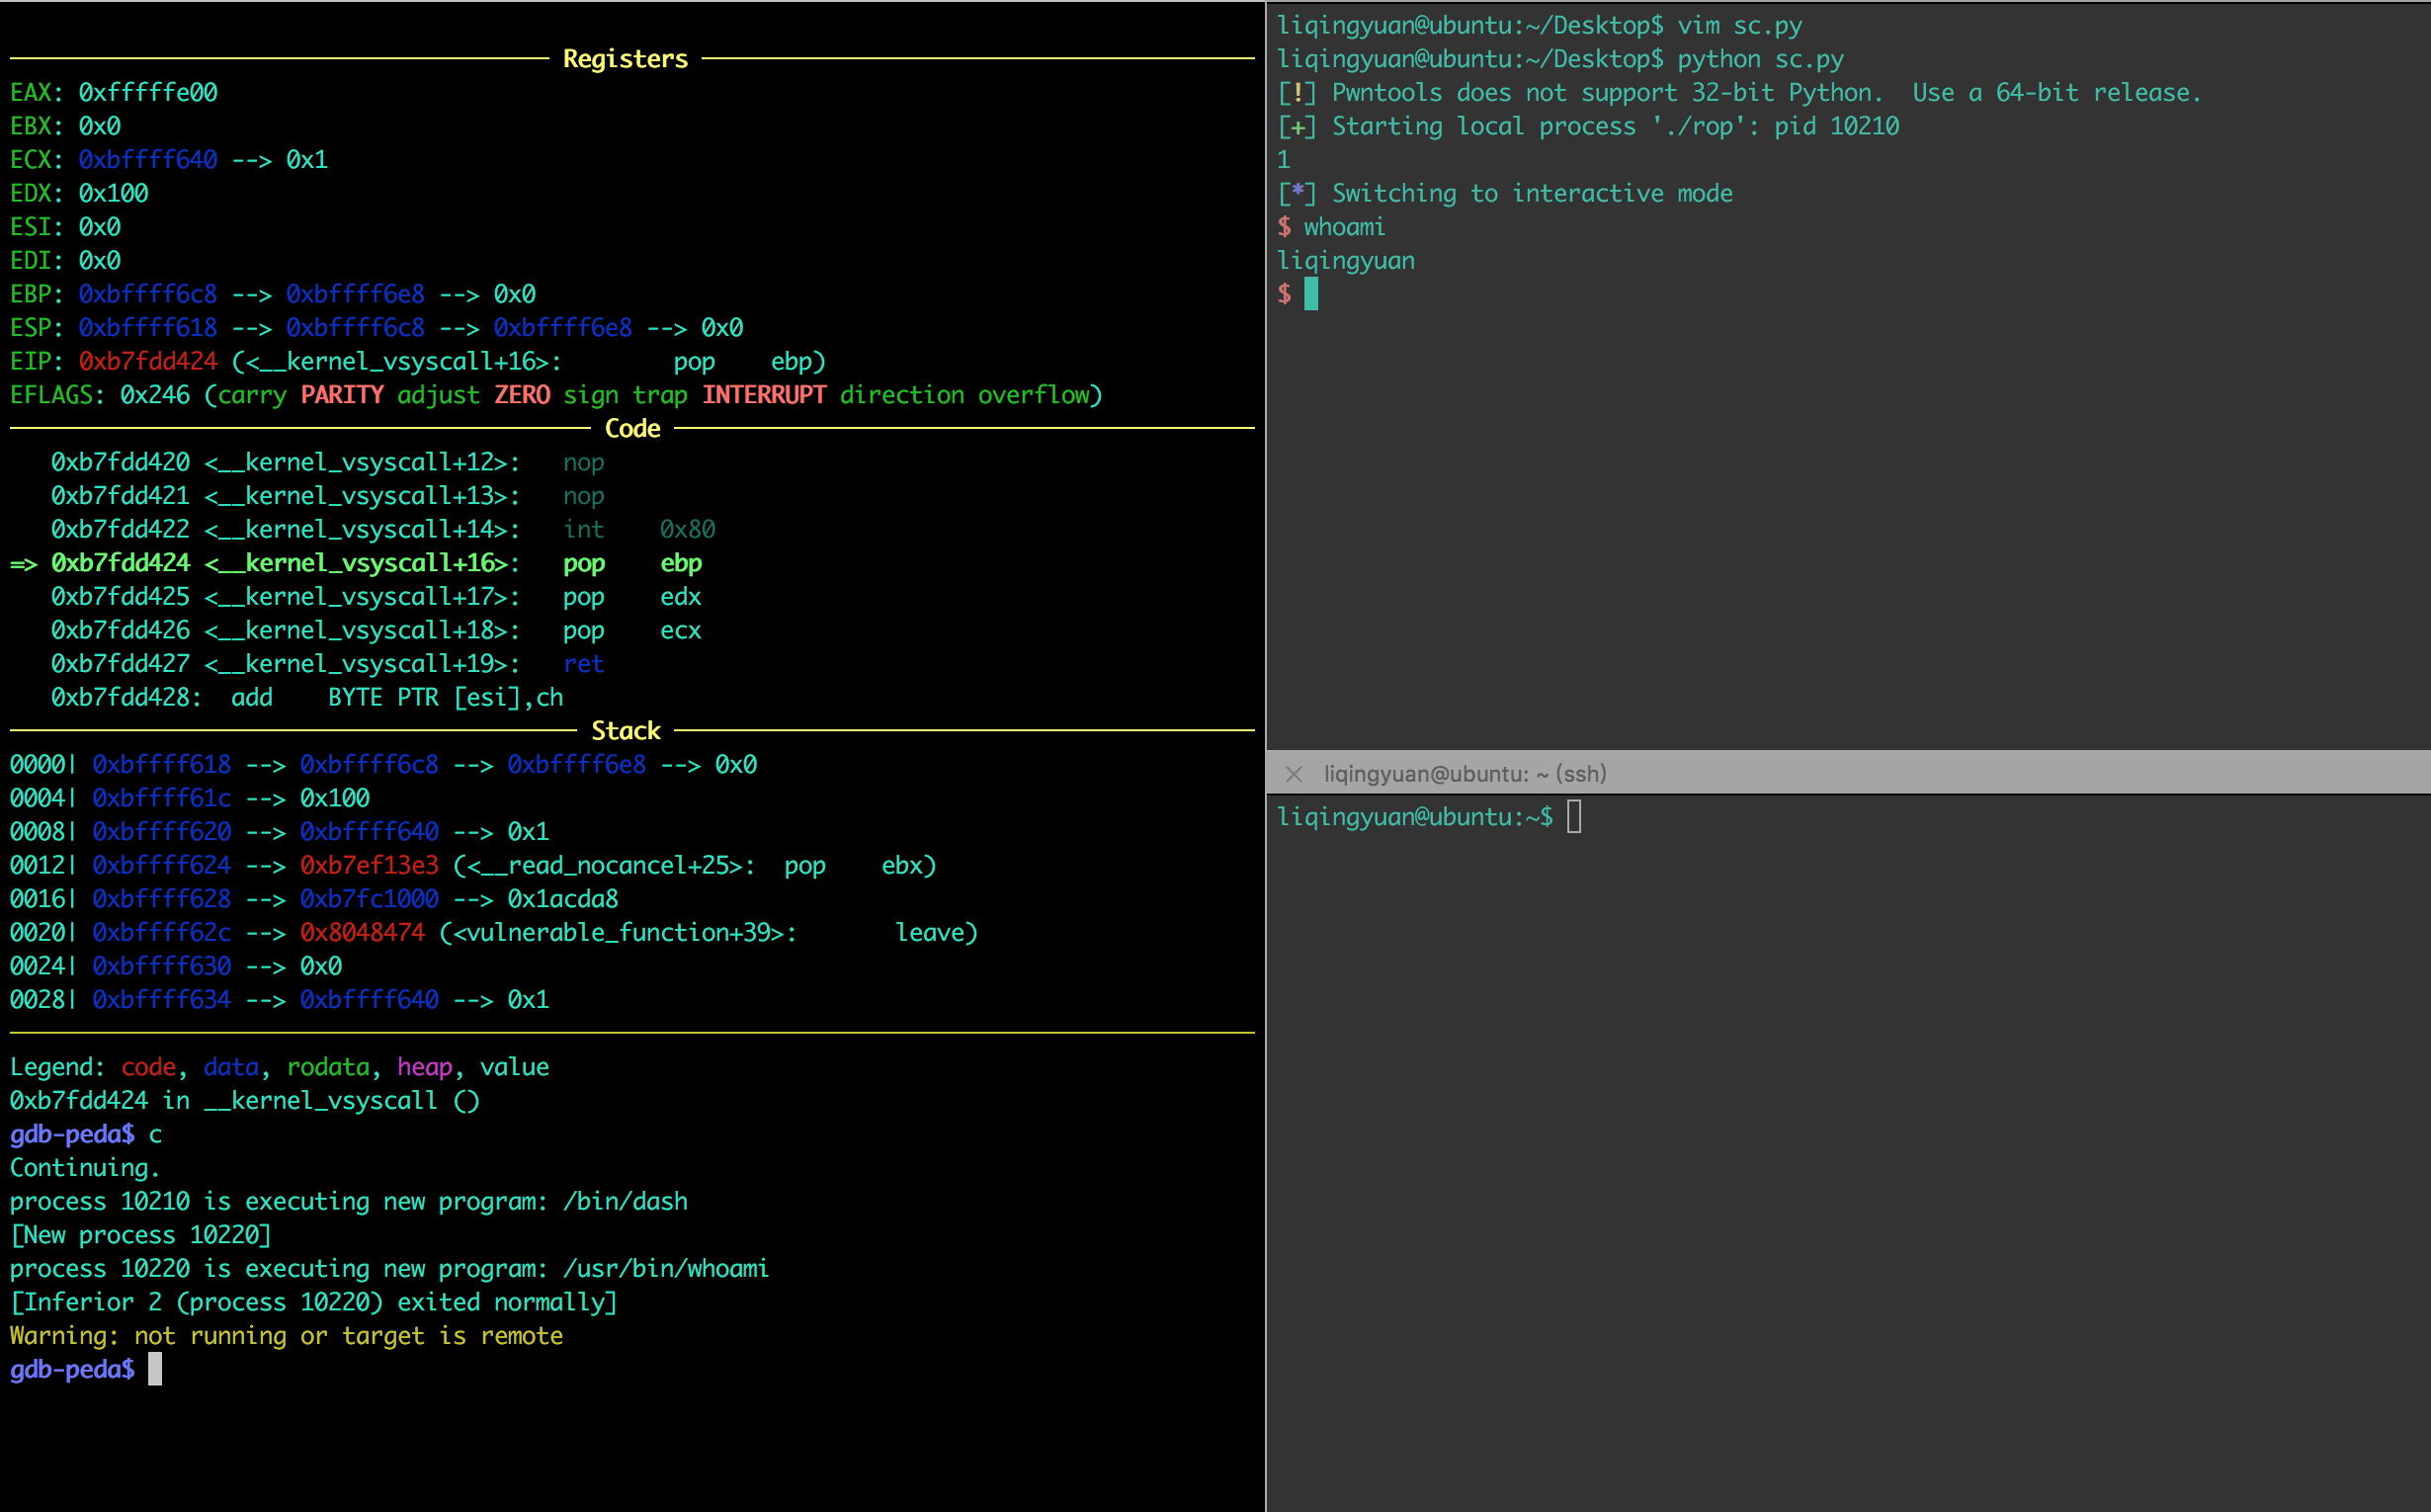 Registers
EAX: 0xfffffe00
EBX: 0x0
ECX: 0xbffff640 --> 0x1
EDX: 0x100
ESI: 0x0
EDI: 0x0
EBP: 0xbffff6c8 --> 0xbffff6e8 --> 0x0
ESP: 0xbffff618 --> 0xbffff6c8 --> 0xbffff6e8 --> 0x0
EIP: 0xb7fdd424 (<__kernel_vsyscall+16>: pop ebp)
EFLAGS: 0x246 (carry PARITY adjust ZERO sign trap INTERRUPT direction overflow)
Code
0xb7fdd420 <__kernel_vsyscall+12>: nop
0xb7fdd421 <__kernel_vsyscall+13>: nop
0xb7fdd422 <__kernel_vsyscall+14>: int 0x80
=> 0xb7fdd424 <__kernel_vsyscall+16>: pop ebp
0xb7fdd425 <__kernel_vsyscall+17>: pop edx
0xb7fdd426 <__kernel_vsyscall+18>: pop ecx
0xb7fdd427 <__kernel_vsyscall+19>: ret
0xb7fdd428: add BYTE PTR [esi],ch
Stack
0000| 0xbffff618 --> 0xbffff6c8 --> 0xbffff6e8 --> 0x0
0004| 0xbffff61c --> 0x100
0008| 0xbffff620 --> 0xbffff640 --> 0x1
0012| 0xbffff624 --> 0xb7ef13e3 (<__read_nocancel+25>: pop ebx)
0016| 0xbffff628 --> 0xb7fc1000 --> 0x1acda8
0020| 0xbffff62c --> 0x8048474 (<vulnerable_function+39>: leave)
0024| 0xbffff630 --> 0x0
0028| 0xbffff634 --> 0xbffff640 --> 0x1
Legend: code, data, rodata, heap, value
0xb7fdd424 in __kernel_vsyscall ()
gdb-peda$ c
Continuing.
process 10210 is executing new program: /bin/dash
[New process 10220]
process 10220 is executing new program: /usr/bin/whoami
[Inferior 2 (process 10220) exited normally]
Warning: not running or target is remote
gdb-peda$
liqingyuan@ubuntu:~/Desktop$ vim sc.py
liqingyuan@ubuntu:~/Desktop$ python sc.py
[!] Pwntools does not support 32-bit Python.  Use a 64-bit release.
[+] Starting local process './rop': pid 10210
1
[*] Switching to interactive mode
$ whoami
liqingyuan
$
liqingyuan@ubuntu: ~ (ssh)
liqingyuan@ubuntu:~$